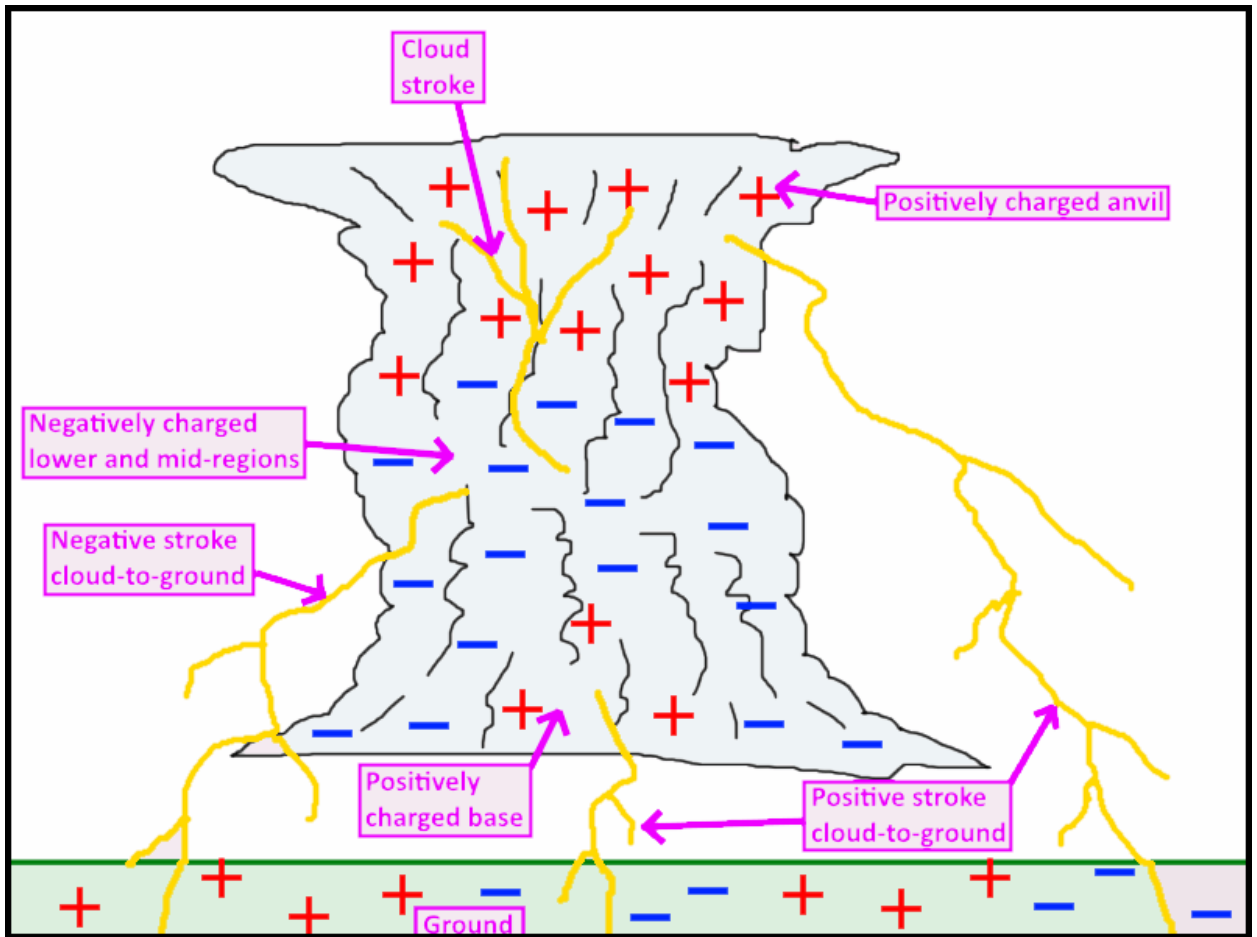 Cloud
stroke
Positively charged anvil
Negatively charged
lower and mid-regions
Negative stroke
cloud-to-ground
Positively
charged base
Positive stroke
cloud-to-ground
Ground